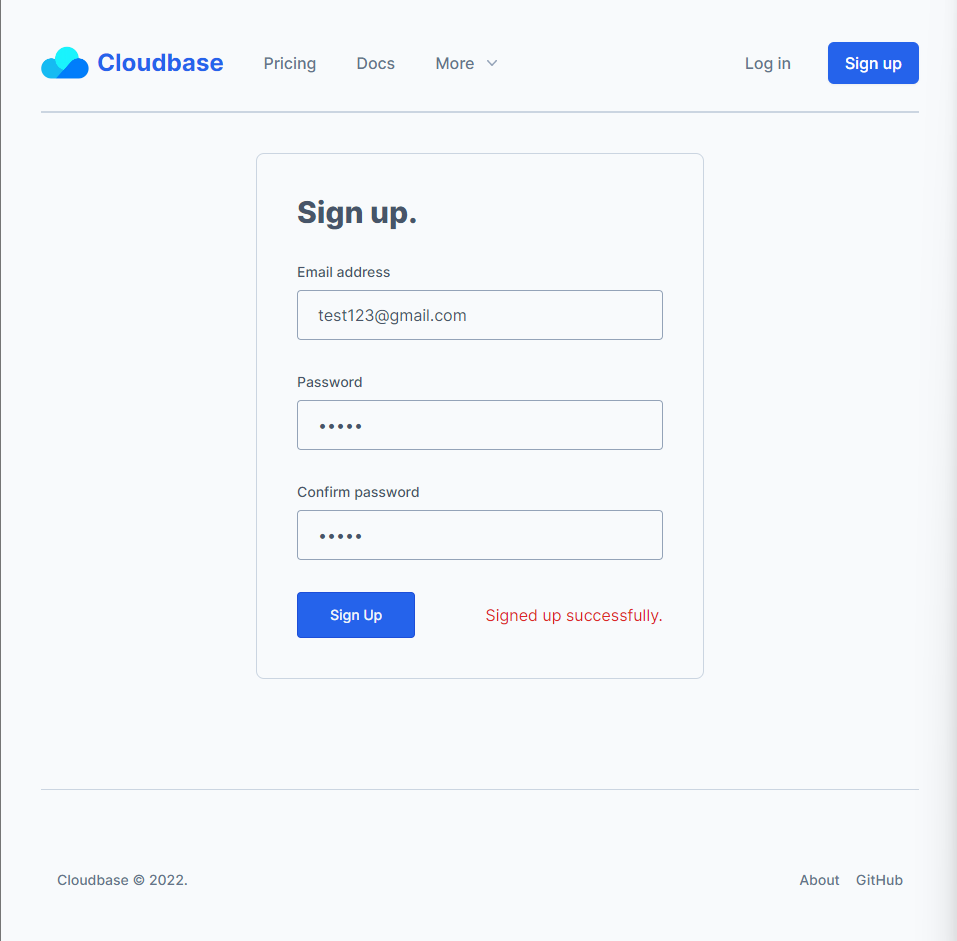 Cloudbase Pricing Docs More Log in Sign up
Sign up.
Email address
test123@gmail.com
Password
•••••
Confirm password
•••••
Sign Up Signed up successfully.
Cloudbase © 2022. About GitHub